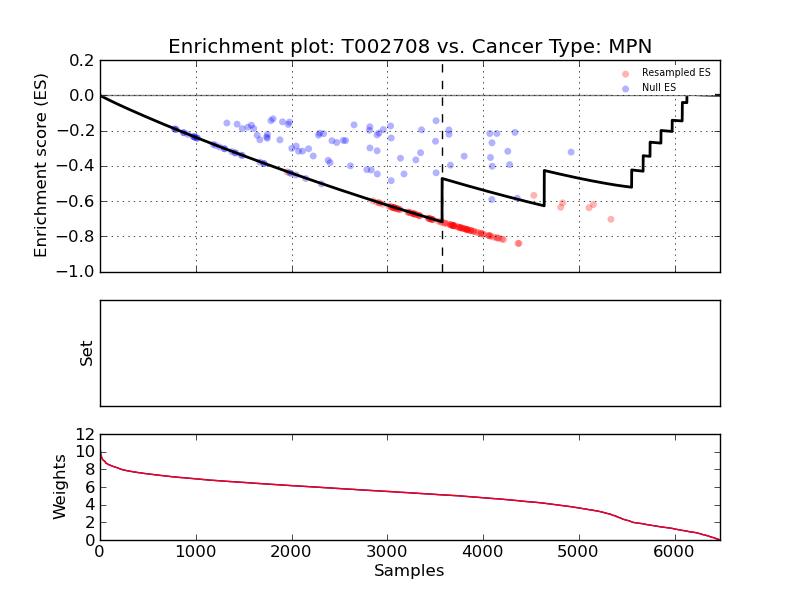 Enrichment plot: T002708 vs. Cancer Type: MPN
Enrichment score (ES)
0.2
0.0
−0.2
−0.4
−0.6
−0.8
−1.0
Resampled ES
Null ES
Set
Weights
12
10
8
6
4
2
0
0 1000 2000 3000 4000 5000 6000
Samples